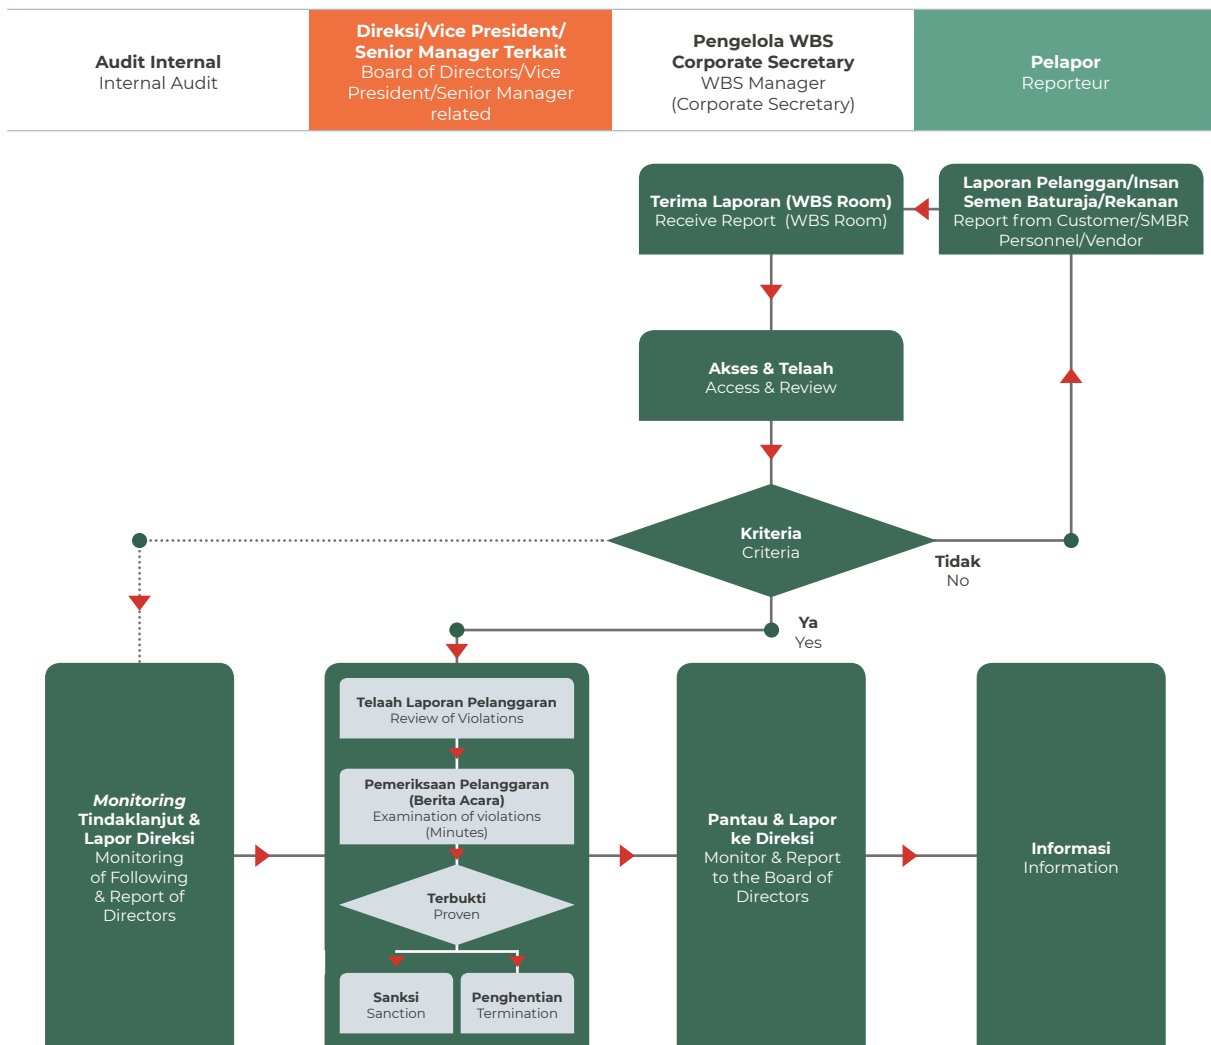 Audit Internal
Internal Audit
Direksi/Vice President/
Senior Manager Terkait
Board of Directors/Vice
President/Senior Manager
related
Pengelola WBS
Corporate Secretary
WBS Manager
(Corporate Secretary)
Pelapor
Reporteur
Terima Laporan (WBS Room)
Receive Report (WBS Room)
Laporan Pelanggan/Insan
Semen Baturaja/Rekanan
Report from Customer/SMBR
Personnel/Vendor
Akses & Telaah
Access & Review
Kriteria
Criteria
Tidak
No
Ya
Yes
Monitoring
Tindaklanjut &
Lapor Direksi
Monitoring
of Following
& Report of
Directors
Telaah Laporan Pelanggaran
Review of Violations
Pemeriksaan Pelanggaran
(Berita Acara)
Examination of violations
(Minutes)
Terbukti
Proven
Sanksi
Sanction
Penghentian
Termination
Pantau & Lapor
ke Direksi
Monitor & Report
to the Board of
Directors
Informasi
Information